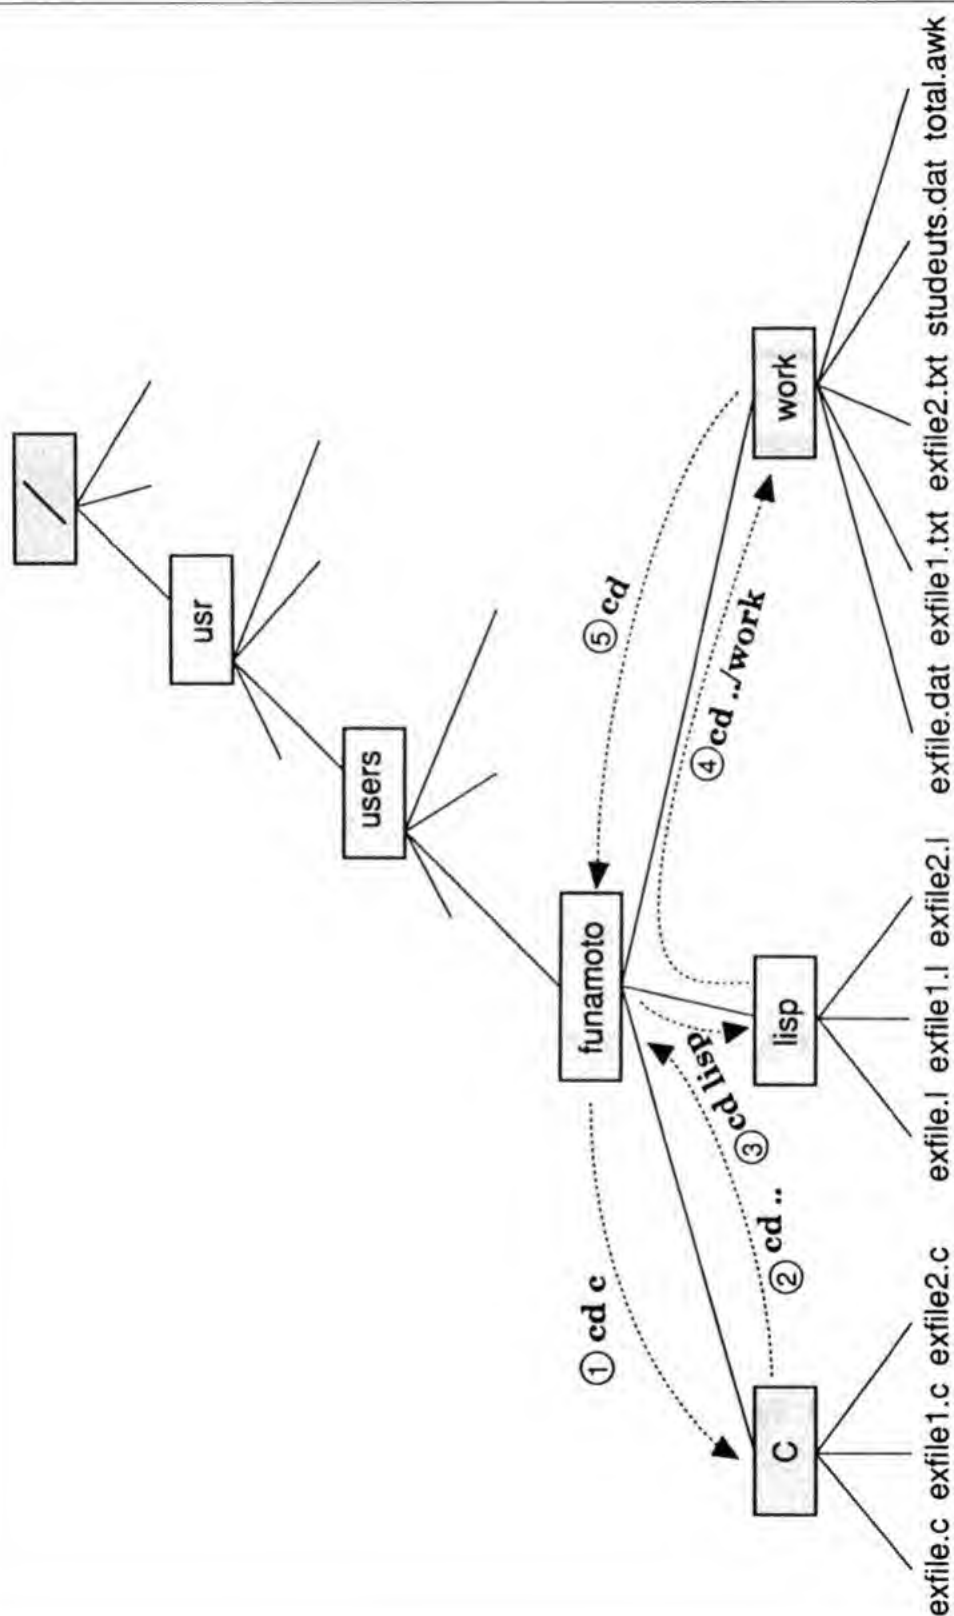 /
usr
users
funamoto
① cd c
② cd ..
③ cd lisp
④ cd ../work
⑤ cd
C
lisp
work
exfile.c exfile1.c exfile2.c
exfile.l exfile1.l exfile2.l
exfile.dat exfile1.txt exfile2.txt studeuts.dat total.awk